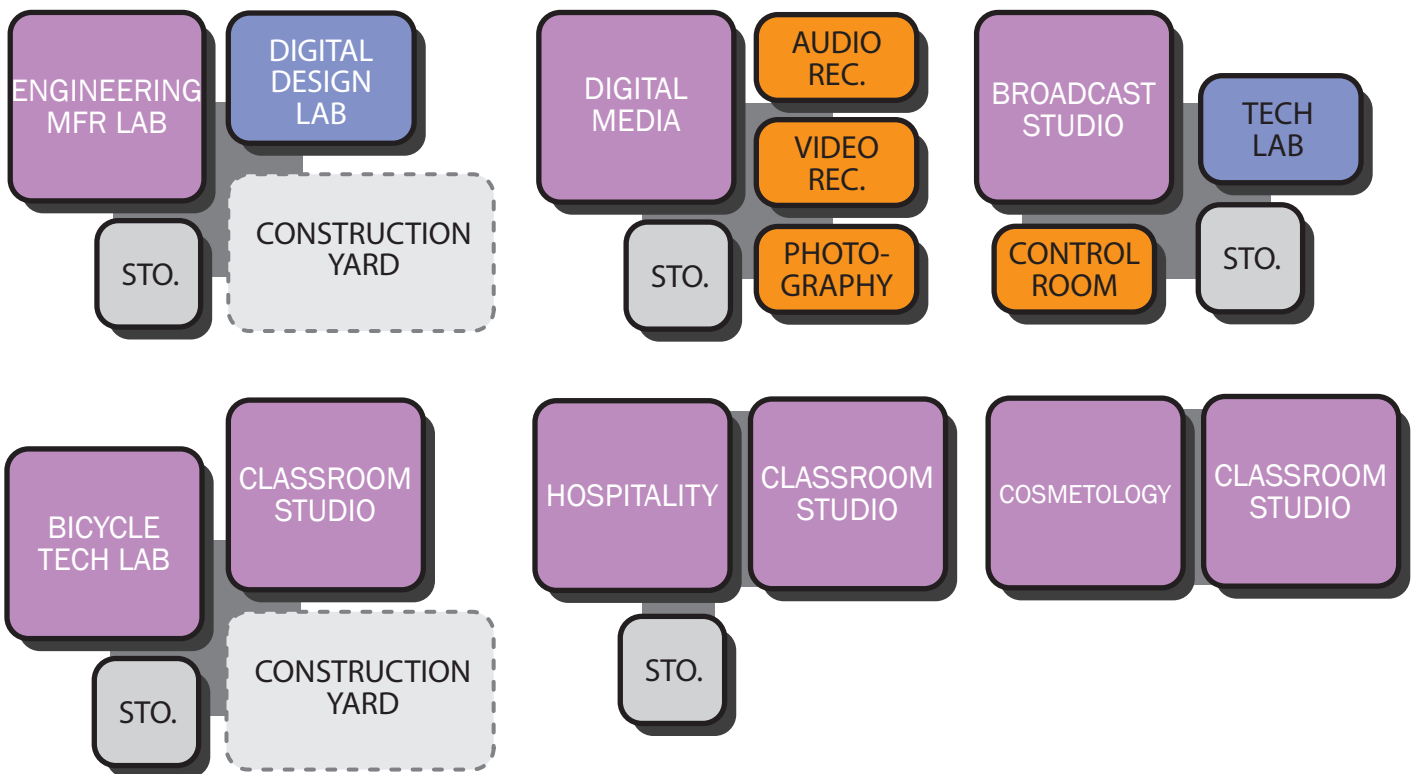 ENGINEERING
MFR LAB
DIGITAL
DESIGN
LAB
STO.
CONSTRUCTION
YARD
DIGITAL
MEDIA
AUDIO
REC.
VIDEO
REC.
STO.
PHOTO-
GRAPHY
BROADCAST
STUDIO
TECH
LAB
CONTROL
ROOM
STO.
BICYCLE
TECH LAB
CLASSROOM
STUDIO
STO.
CONSTRUCTION
YARD
HOSPITALITY
CLASSROOM
STUDIO
STO.
COSMETOLOGY
CLASSROOM
STUDIO